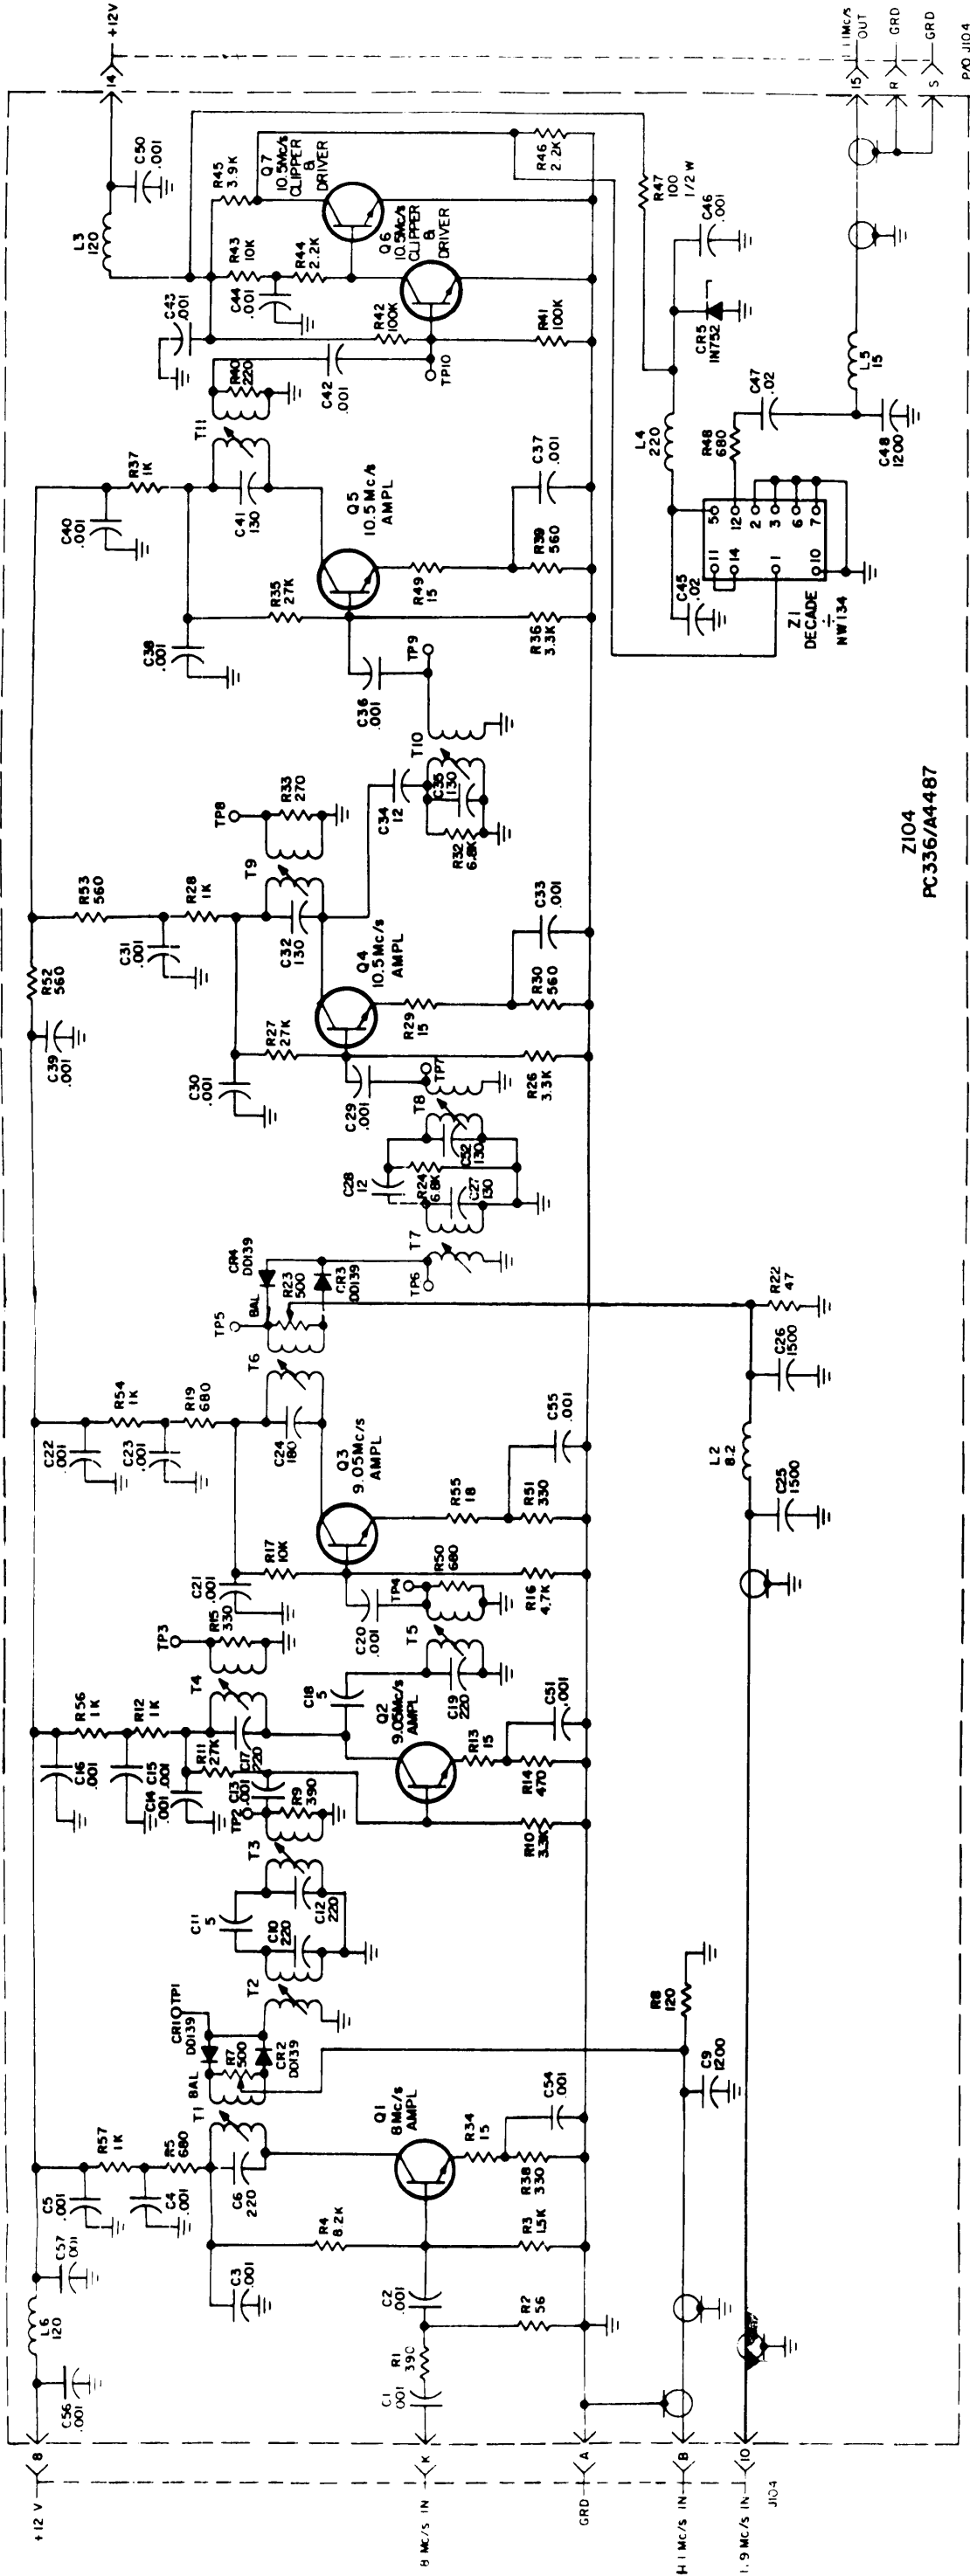 +12 V
8
C56
.001
L6
120
C57
.001
C5
.001
R57
1K
C4
.001
R5
680
C3
.001
C6
220
T1
R4
8.2K
8 Mc/s IN
K
C1
.001
R1
390
C2
.001
R2
56
R3
1.5K
Q1
8Mc/s
AMPL
R34
15
R38
330
C54
.001
GRD
A
B
1.9 Mc/s IN
10
J104
BAL
R7
500
CR1
DD139
TP1
CR2
DD139
T2
C9
1200
R8
120
C11
5
C10
220
C12
220
T3
TP2
R9
390
C13
.001
C14
.001
C15
.001
C16
.001
R56
1K
R12
1K
R11
27K
C17
220
T4
TP3
R15
330
R10
3.3K
Q2
9.05Mc/s
AMPL
R13
15
R14
470
C51
.001
C18
5
C19
220
T5
TP4
R50
680
C20
.001
C21
.001
R17
10K
R16
4.7K
C22
.001
R54
1K
C23
.001
R19
680
C24
180
T6
Q3
9.05Mc/s
AMPL
R55
18
R51
330
C55
.001
C25
1500
L2
8.2
C26
1500
R22
47
TP5
BAL
R23
500
CR4
DD139
CR3
DD139
TP6
T7
C28
12
R24
6.8K
C27
130
C52
130
T8
TP7
C29
.001
C30
.001
R27
27K
R26
3.3K
C39
.001
R52
560
R53
560
C31
.001
R28
1K
C32
130
T9
TP8
R33
270
Q4
10.5Mc/s
AMPL
R29
15
R30
560
C33
.001
C34
12
R32
6.8K
C35
130
T10
TP9
C36
.001
C38
.001
R35
27K
R36
3.3K
C40
.001
R37
1K
C41
130
T11
Q5
10.5Mc/s
AMPL
R49
15
R39
560
C37
.001
R40
220
C42
.001
C43
.001
TP10
R42
100K
R41
100K
R43
10K
C44
.001
R44
2.2K
R45
3.9K
Q6
10.5Mc/s
CLIPPER
&
DRIVER
Q7
10.5Mc/s
CLIPPER
&
DRIVER
R46
2.2K
L3
120
C50
.001
14
+12V
R47
100
1/2 W
C46
.001
CR5
IN752
L4
220
C45
.02
Z1
DECADE
÷
NW134
11
14
1
10
5
12
2
3
6
7
R48
680
C47
.02
C48
1200
L5
15
15
OUT
R
GRD
S
GRD
P/O J104
Z104
PC336/A4487